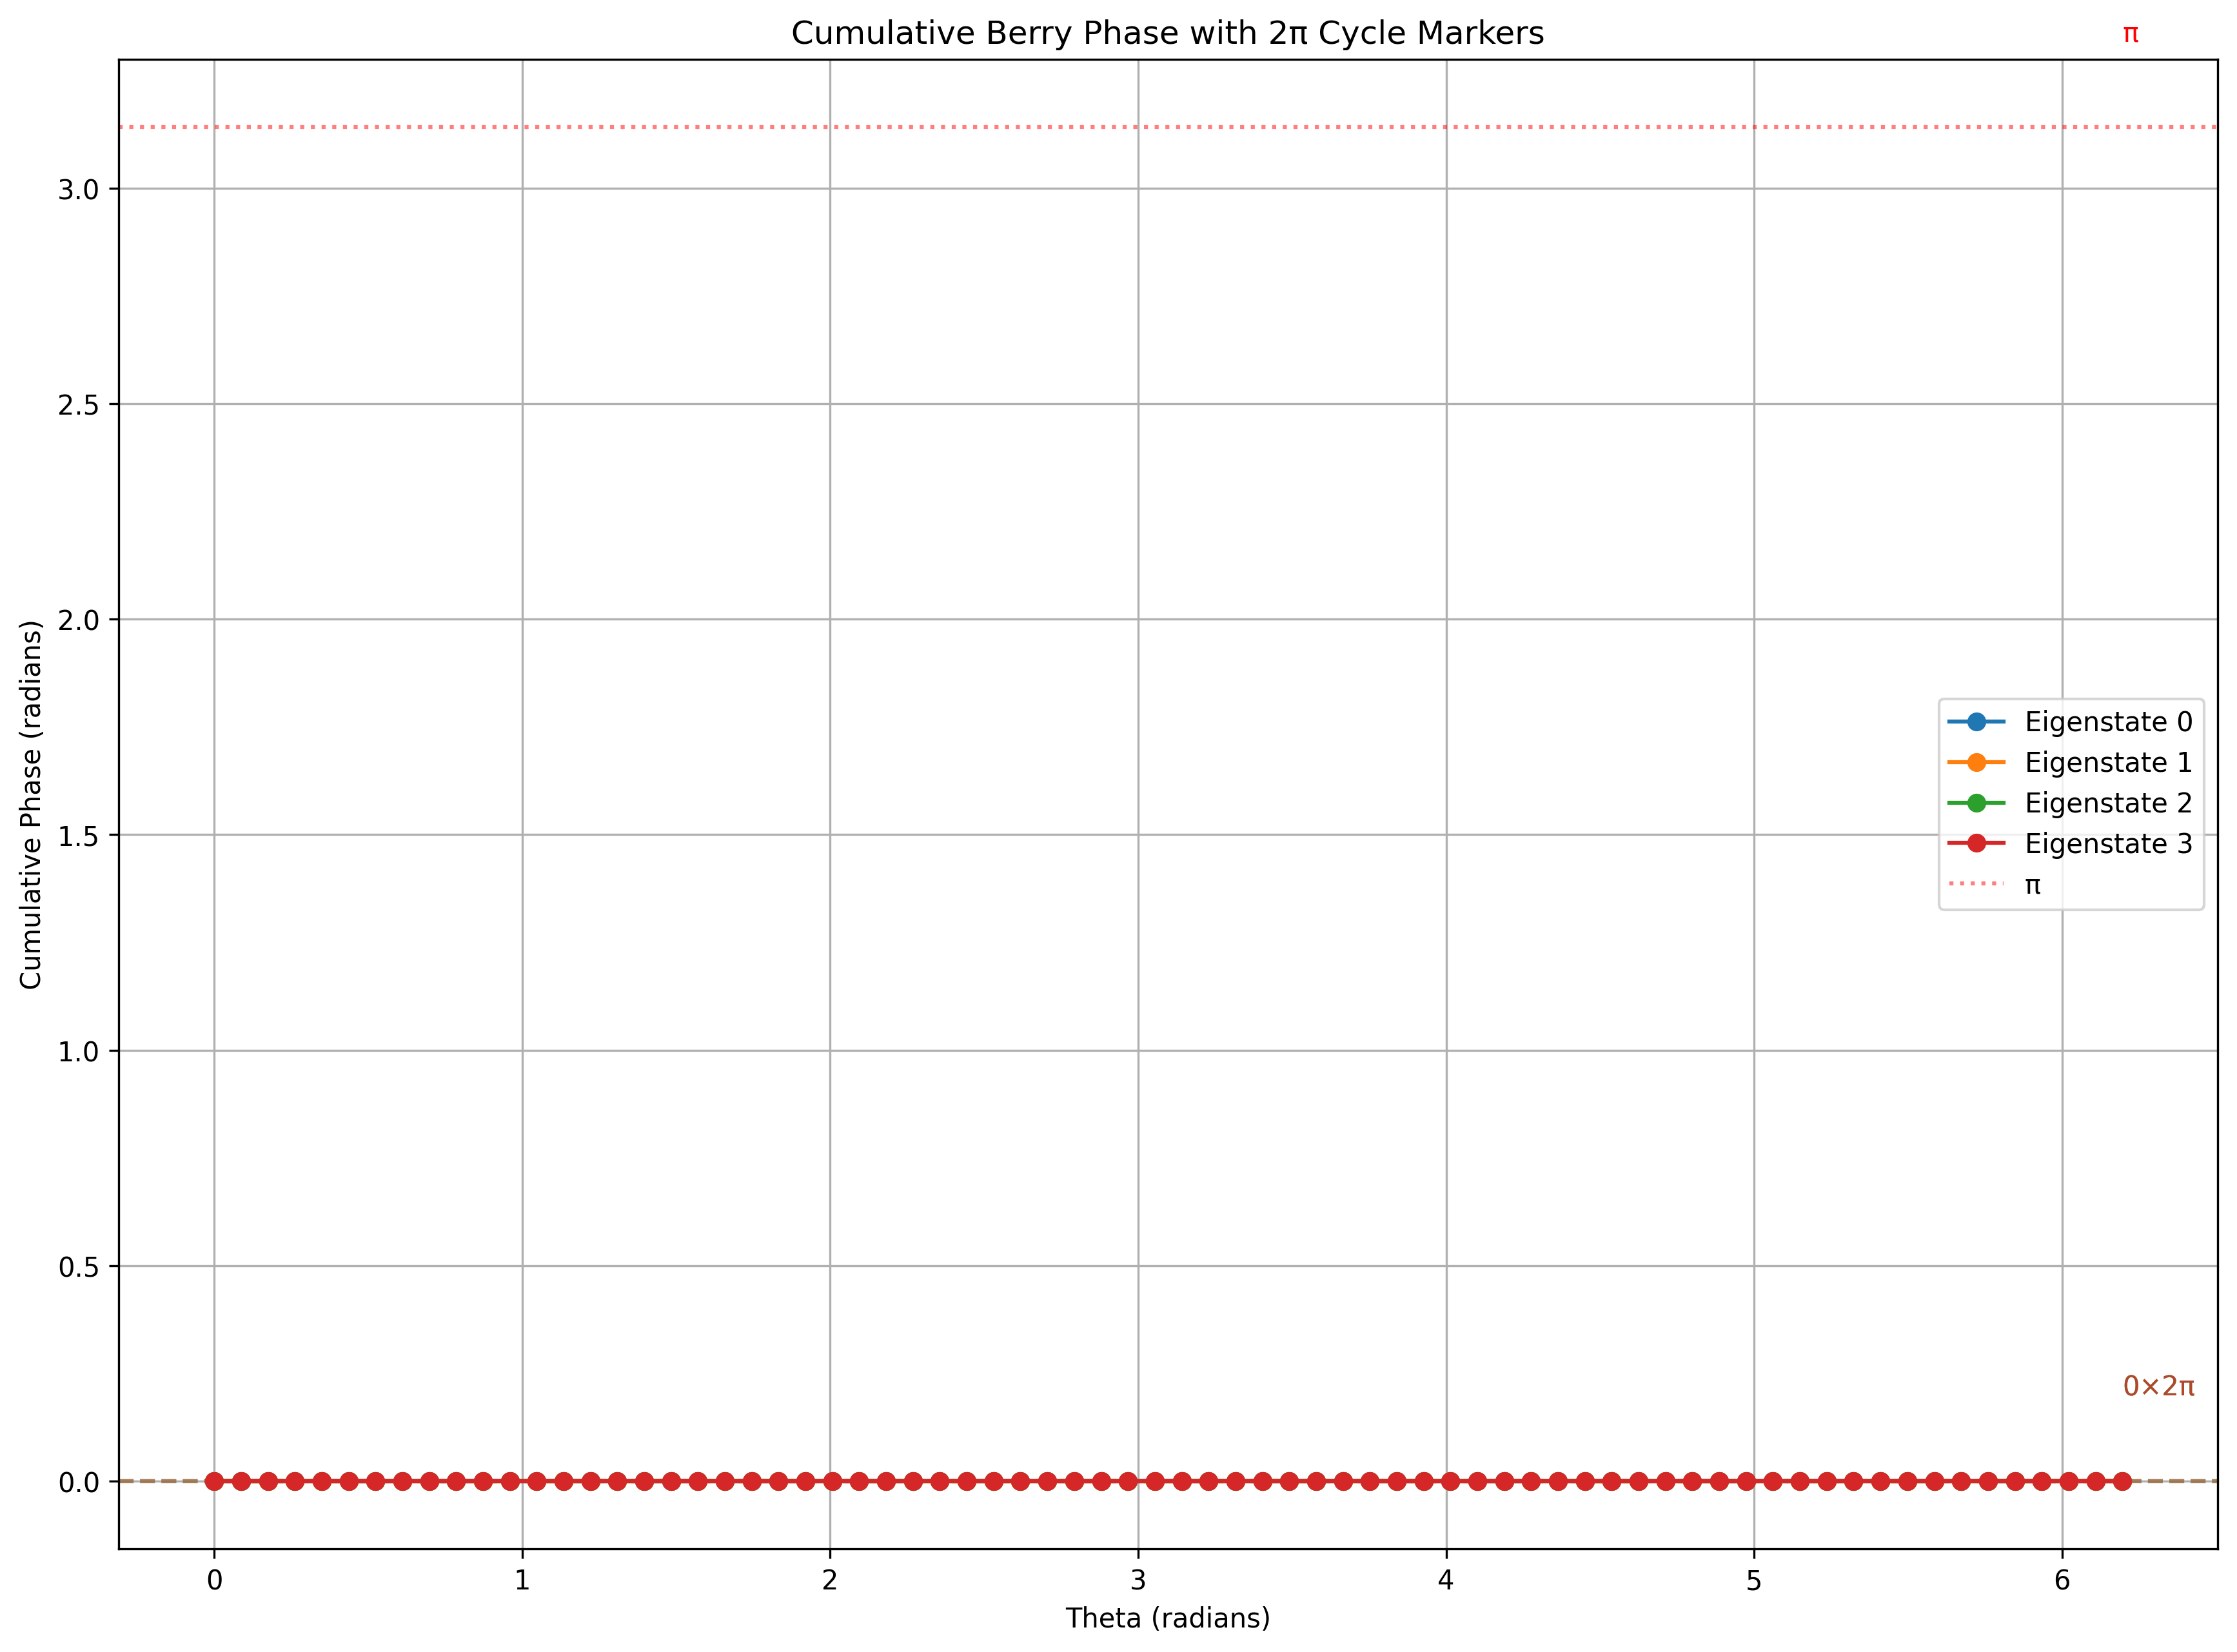 Cumulative Berry Phase with 2π Cycle Markers
π
Cumulative Phase (radians)
3.0
2.5
2.0
1.5
1.0
0.5
0.0
Eigenstate 0
Eigenstate 1
Eigenstate 2
Eigenstate 3
π
0×2π
0 1 2 3 4 5 6
Theta (radians)